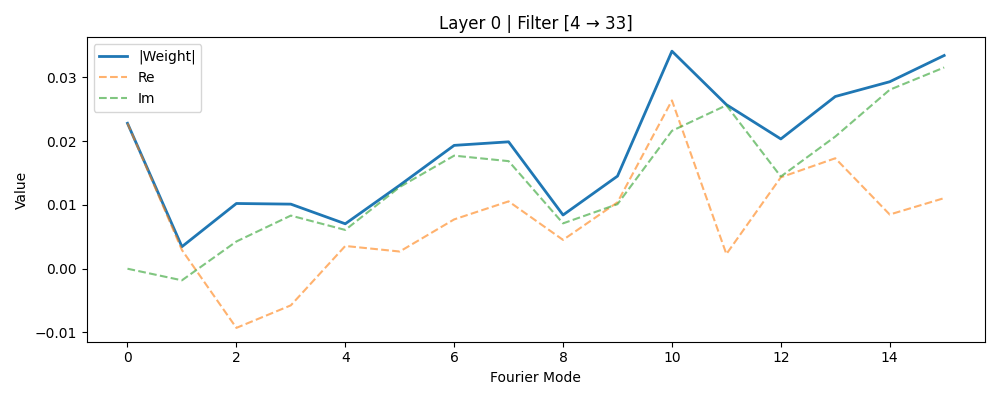 Layer 0 | Filter [4 → 33]
|Weight|
Re
Im
Value
0.03
0.02
0.01
0.00
−0.01
0 2 4 6 8 10 12 14
Fourier Mode